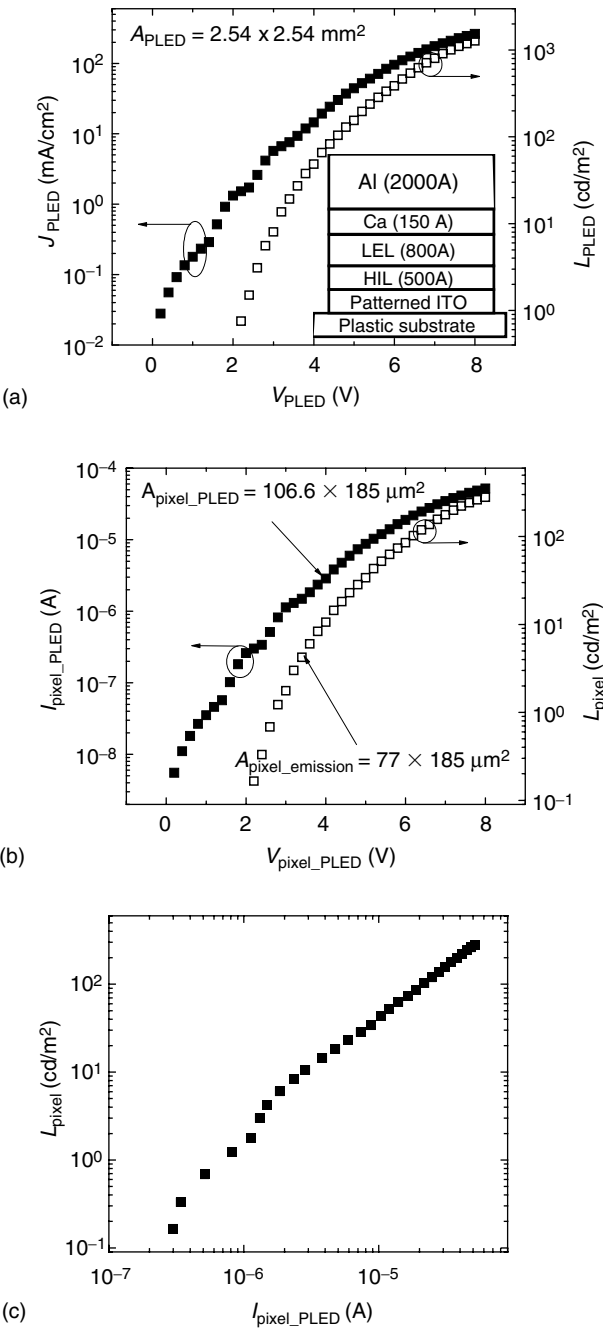 A_PLED = 2.54 x 2.54 mm²
10²
10¹
10⁰
10⁻¹
10⁻²
J_PLED (mA/cm²)
10³
10²
10¹
10⁰
L_PLED (cd/m²)
Al (2000A)
Ca (150 A)
LEL (800A)
HIL (500A)
Patterned ITO
Plastic substrate
0 2 4 6 8
V_PLED (V)
(a)
10⁻⁴
10⁻⁵
10⁻⁶
10⁻⁷
10⁻⁸
I_pixel_PLED (A)
A_pixel_PLED = 106.6 × 185 μm²
10²
10¹
10⁰
10⁻¹
L_pixel (cd/m²)
A_pixel_emission = 77 × 185 μm²
0 2 4 6 8
V_pixel_PLED (V)
(b)
10²
10¹
10⁰
10⁻¹
L_pixel (cd/m²)
10⁻⁷ 10⁻⁶ 10⁻⁵
I_pixel_PLED (A)
(c)